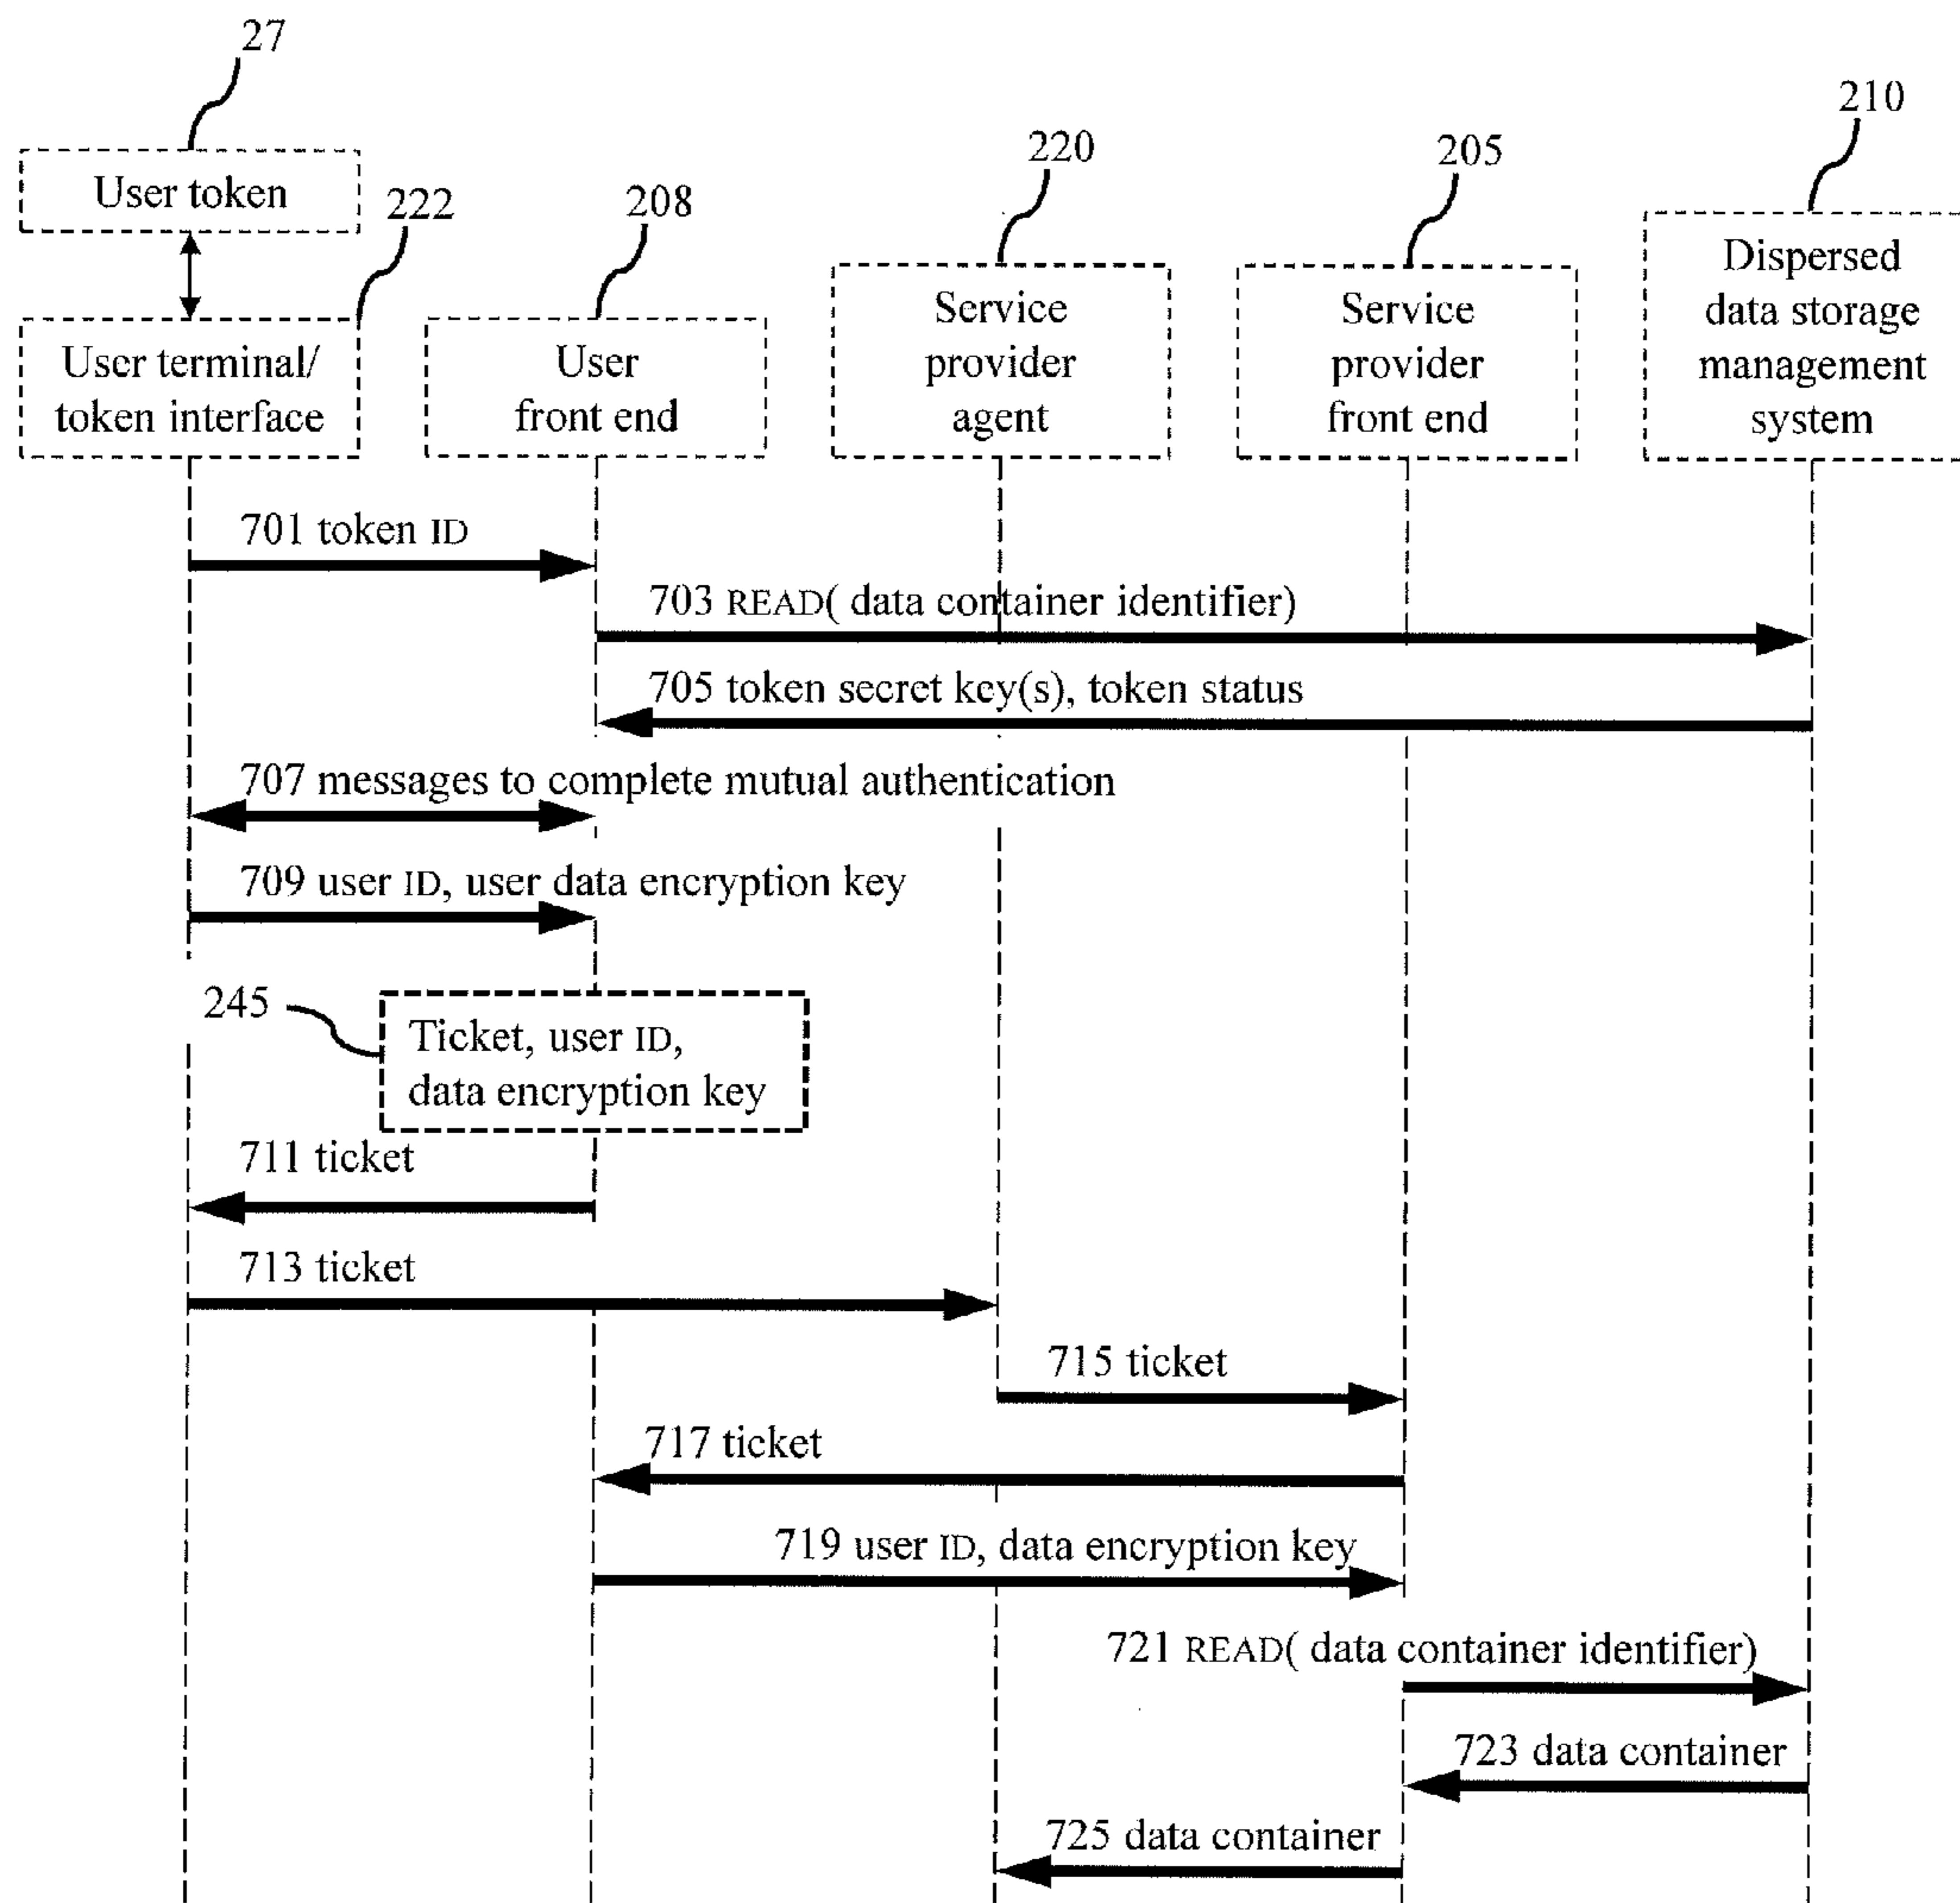 27
210
220
205
User token
222
208
User terminal/
token interface
User
front end
Service
provider
agent
Service
provider
front end
Dispersed
data storage
management
system
701 token ID
703 READ( data container identifier)
705 token secret key(s), token status
707 messages to complete mutual authentication
709 user ID, user data encryption key
245
Ticket, user ID,
data encryption key
711 ticket
713 ticket
715 ticket
717 ticket
719 user ID, data encryption key
721 READ( data container identifier)
723 data container
725 data container